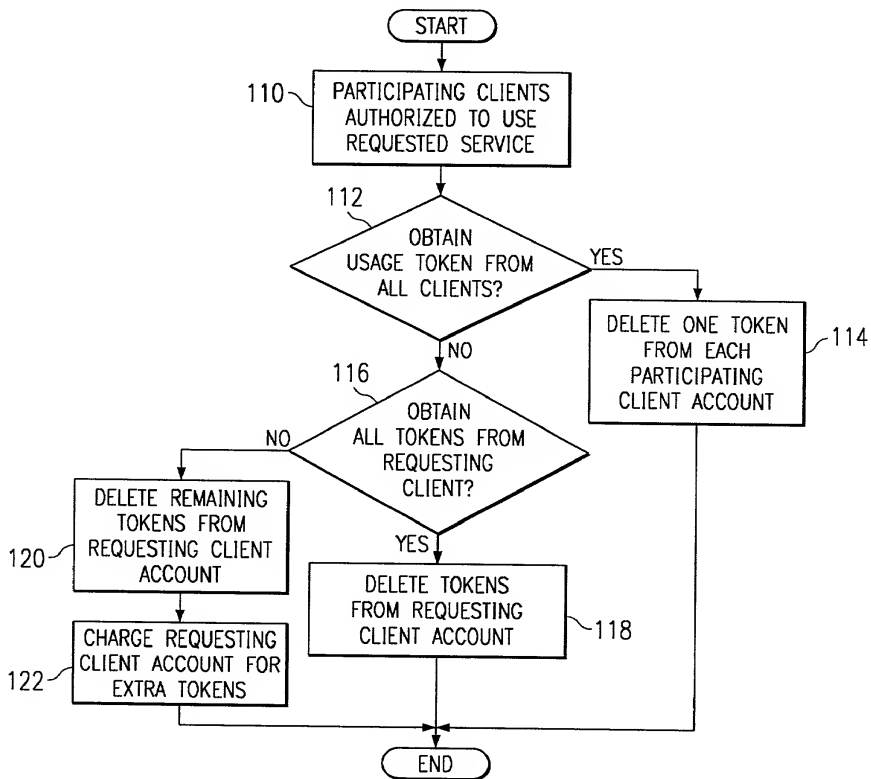 START
110
PARTICIPATING CLIENTS
AUTHORIZED TO USE
REQUESTED SERVICE
112
OBTAIN
USAGE TOKEN FROM
ALL CLIENTS?
YES
NO
DELETE ONE TOKEN
FROM EACH
PARTICIPATING
CLIENT ACCOUNT
114
116
OBTAIN
ALL TOKENS FROM
REQUESTING
CLIENT?
NO
YES
DELETE REMAINING
TOKENS FROM
REQUESTING CLIENT
ACCOUNT
120
DELETE TOKENS
FROM REQUESTING
CLIENT ACCOUNT
118
CHARGE REQUESTING
CLIENT ACCOUNT FOR
EXTRA TOKENS
122
END